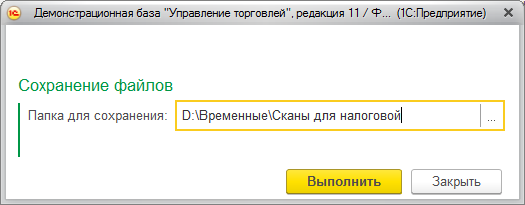 Демонстрационная база "Управление торговлей", редакция 11 / Ф... (1С:Предприятие)
Сохранение файлов
Папка для сохранения: D:\Временные\Сканы для налоговой ...
Выполнить Закрыть